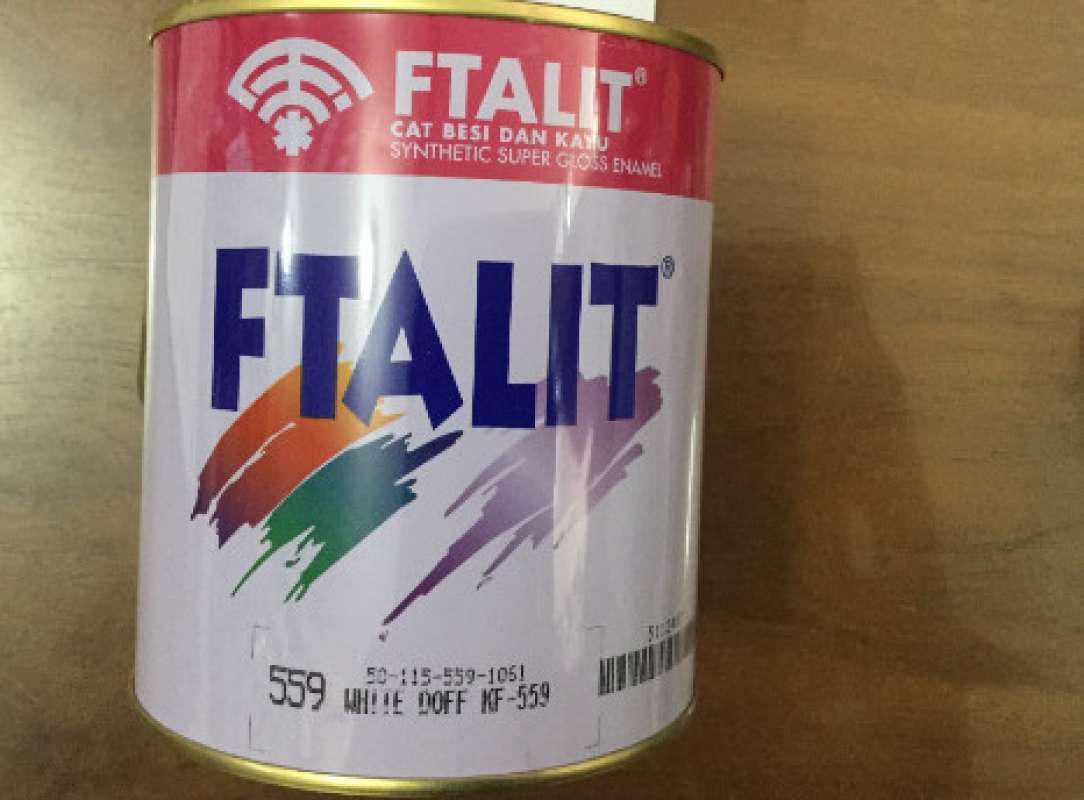 FTALIT®
CAT BESI DAN KAYU
SYNTHETIC SUPER GLOSS ENAMEL
FTALIT®
559
50-115-559-1061
WHITE DOFF KF-559